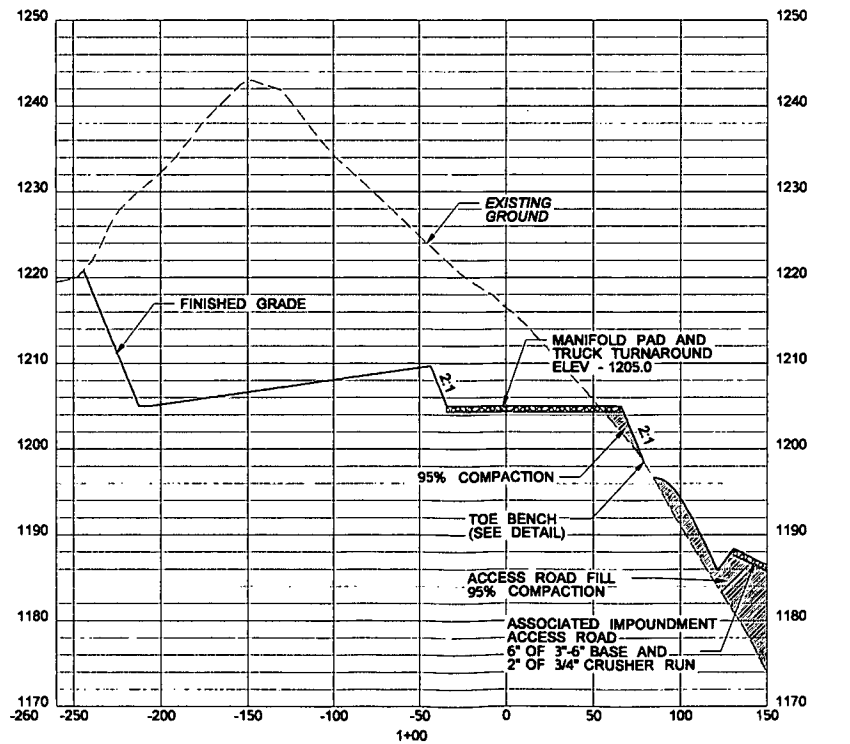 1250
1250
1240
1240
1230
1230
EXISTING
GROUND
1220
1220
FINISHED GRADE
MANIFOLD PAD AND
TRUCK TURNAROUND
ELEV - 1205.0
1210
1210
2:1
2:1
1200
1200
95% COMPACTION
TOE BENCH
(SEE DETAIL)
1190
1190
ACCESS ROAD FILL
95% COMPACTION
1180
1180
ASSOCIATED IMPOUNDMENT
ACCESS ROAD
6" OF 3"-6" BASE AND
2" OF 3/4" CRUSHER RUN
1170
1170
-260 -250 -200 -150 -100 -50 0 50 100 150
1+00